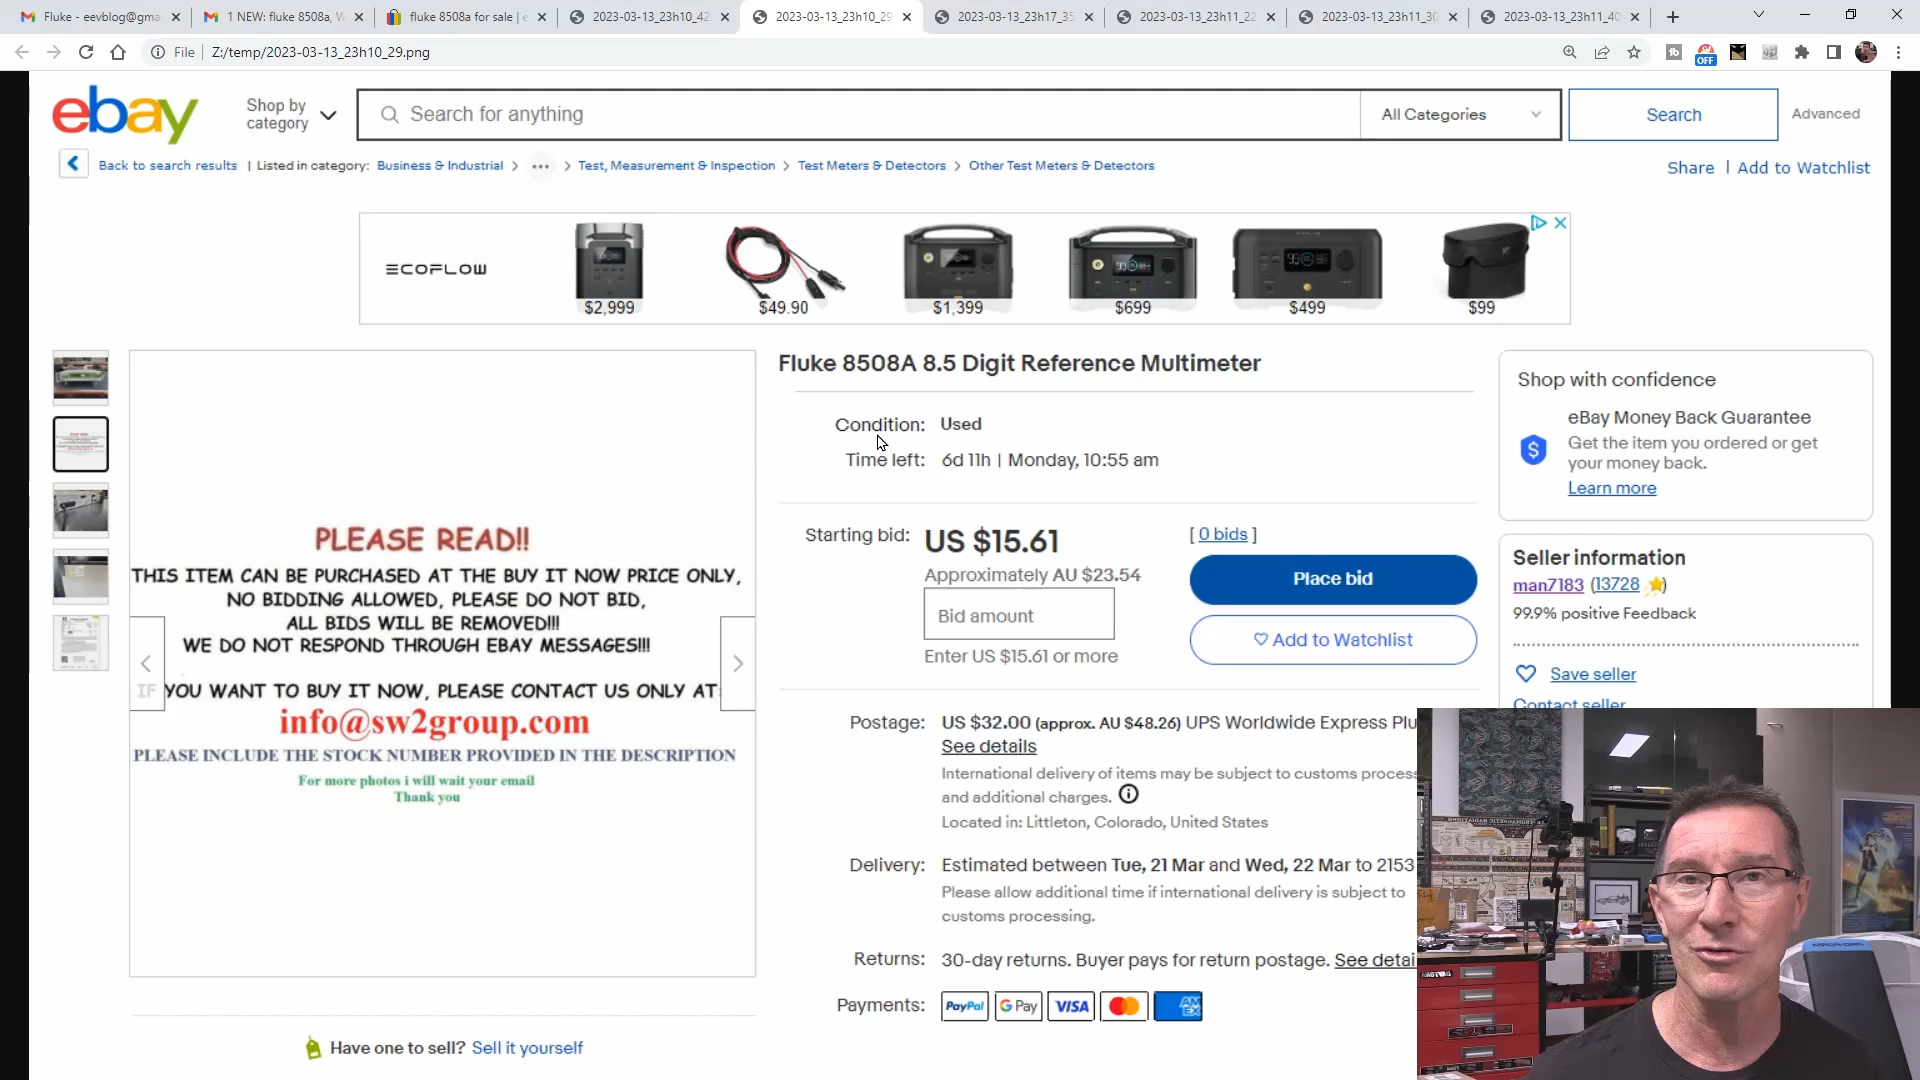 Fluke - eevblog@gma
1 NEW: fluke 8508a, W
fluke 8508a for sale | e
2023-03-13_23h10_42
2023-03-13_23h10_29
2023-03-13_23h17_35
2023-03-13_23h11_22
2023-03-13_23h11_30
2023-03-13_23h11_40
File
Z:/temp/2023-03-13_23h10_29.png
OFF
ebay
Shop by
category
Search for anything
All Categories
Search
Advanced
Back to search results | Listed in category: Business & Industrial > ... > Test, Measurement & Inspection > Test Meters & Detectors > Other Test Meters & Detectors
Share | Add to Watchlist
ECOFLOW
$2,999
$49.90
$1,399
$699
$499
$99
Fluke 8508A 8.5 Digit Reference Multimeter
Condition: Used
Time left: 6d 11h | Monday, 10:55 am
Starting bid: US $15.61
[ 0 bids ]
Approximately AU $23.54
Place bid
Bid amount
Add to Watchlist
Enter US $15.61 or more
Postage: US $32.00 (approx. AU $48.26) UPS Worldwide Express Plu
See details
International delivery of items may be subject to customs process
and additional charges.
Located in: Littleton, Colorado, United States
Delivery: Estimated between Tue, 21 Mar and Wed, 22 Mar to 2153
Please allow additional time if international delivery is subject to
customs processing.
Returns: 30-day returns. Buyer pays for return postage. See detai
Payments: PayPal G Pay VISA AM EX
Shop with confidence
eBay Money Back Guarantee
Get the item you ordered or get
your money back.
Learn more
Seller information
man7183 (13728)
99.9% positive Feedback
Save seller
Contact seller
PLEASE READ!!
THIS ITEM CAN BE PURCHASED AT THE BUY IT NOW PRICE ONLY,
NO BIDDING ALLOWED, PLEASE DO NOT BID,
ALL BIDS WILL BE REMOVED!!!
WE DO NOT RESPOND THROUGH EBAY MESSAGES!!!
IF YOU WANT TO BUY IT NOW, PLEASE CONTACT US ONLY AT:
info@sw2group.com
PLEASE INCLUDE THE STOCK NUMBER PROVIDED IN THE DESCRIPTION
For more photos i will wait your email
Thank you
Have one to sell? Sell it yourself